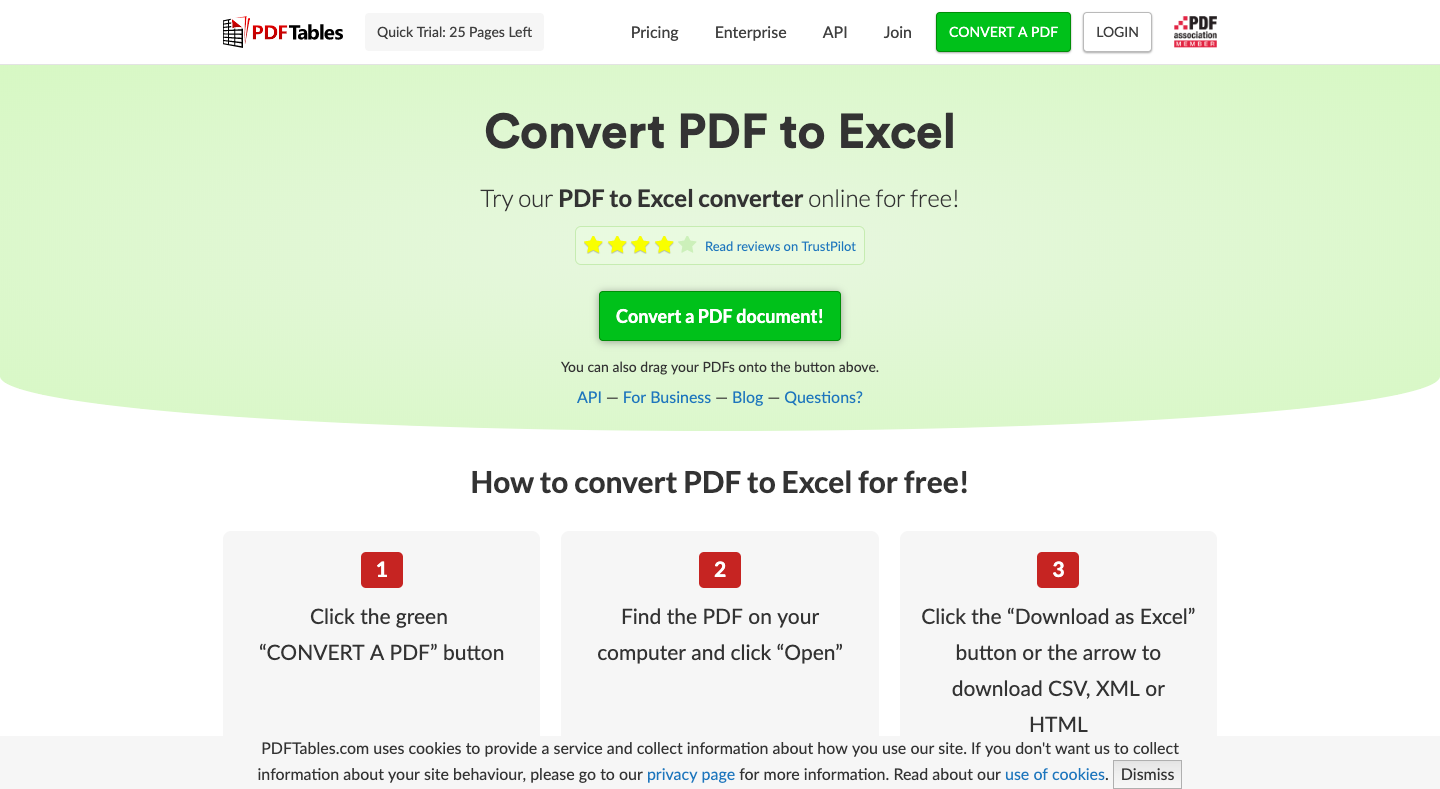 PDFTables
Quick Trial: 25 Pages Left
Pricing
Enterprise
API
Join
CONVERT A PDF
LOGIN
PDF
association
MEMBER
Convert PDF to Excel
Try our PDF to Excel converter online for free!
Read reviews on TrustPilot
Convert a PDF document!
You can also drag your PDFs onto the button above.
API — For Business — Blog — Questions?
How to convert PDF to Excel for free!
1
Click the green
“CONVERT A PDF” button
2
Find the PDF on your
computer and click “Open”
3
Click the “Download as Excel”
button or the arrow to
download CSV, XML or
HTML
PDFTables.com uses cookies to provide a service and collect information about how you use our site. If you don't want us to collect
information about your site behaviour, please go to our privacy page for more information. Read about our use of cookies. Dismiss